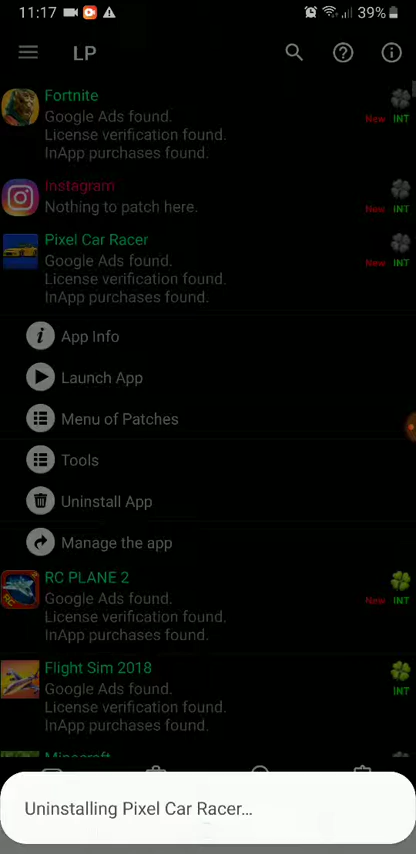 11:17
39%
LP
Fortnite
Google Ads found.
License verification found.
InApp purchases found.
New INT
Instagram
Nothing to patch here.
New INT
Pixel Car Racer
Google Ads found.
License verification found.
InApp purchases found.
New INT
App Info
Launch App
Menu of Patches
Tools
Uninstall App
Manage the app
RC PLANE 2
Google Ads found.
License verification found.
InApp purchases found.
New INT
Flight Sim 2018
Google Ads found.
License verification found.
InApp purchases found.
INT
Minecraft
Uninstalling Pixel Car Racer...